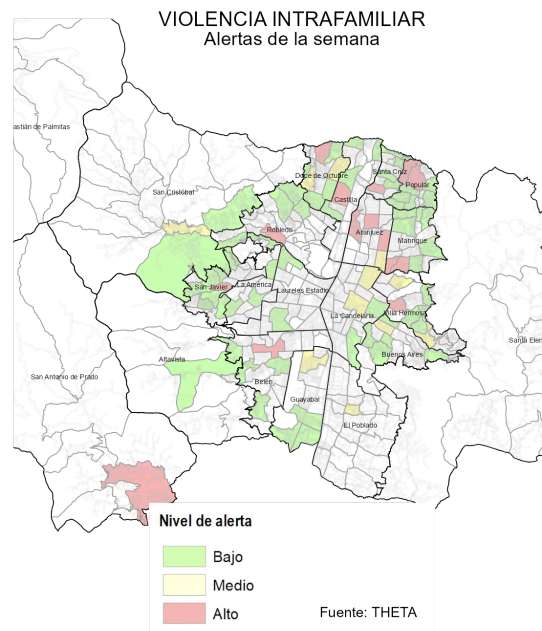 VIOLENCIA INTRAFAMILIAR
Alertas de la semana
astián de Palmitas
San Cristóbal
Doce de Octubre
Santa Cruz
Popular
Castilla
Robledo
Aranjuez
Manrique
San Javier
La América
Laureles Estadio
La Candelaria
Villa Hermosa
Santa Elen
Altavista
Buenos Aires
San Antonio de Prado
Belén
Guayabal
El Poblado
Nivel de alerta
Bajo
Medio
Alto
Fuente: THETA